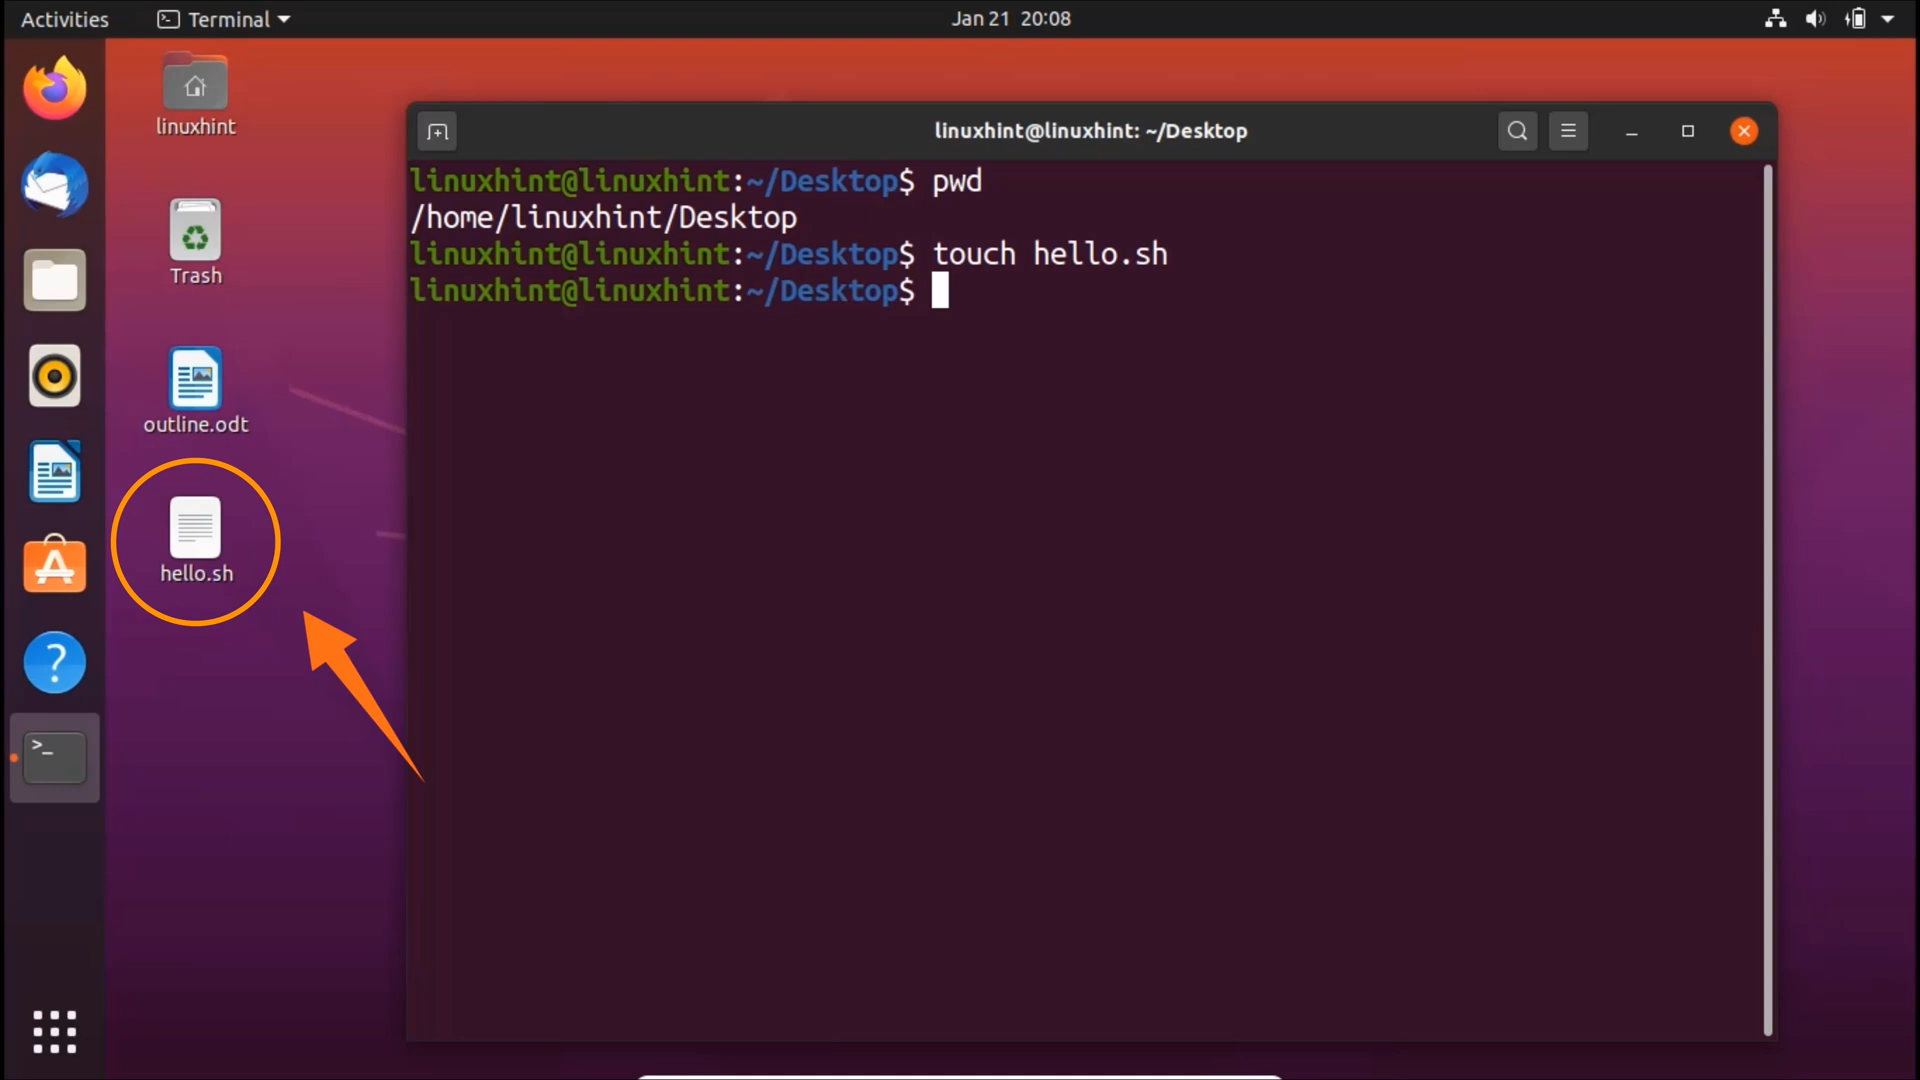 Activities
Terminal
Jan 21 20:08
linuxhint
Trash
outline.odt
hello.sh
linuxhint@linuxhint: ~/Desktop
linuxhint@linuxhint:~/Desktop$ pwd
/home/linuxhint/Desktop
linuxhint@linuxhint:~/Desktop$ touch hello.sh
linuxhint@linuxhint:~/Desktop$